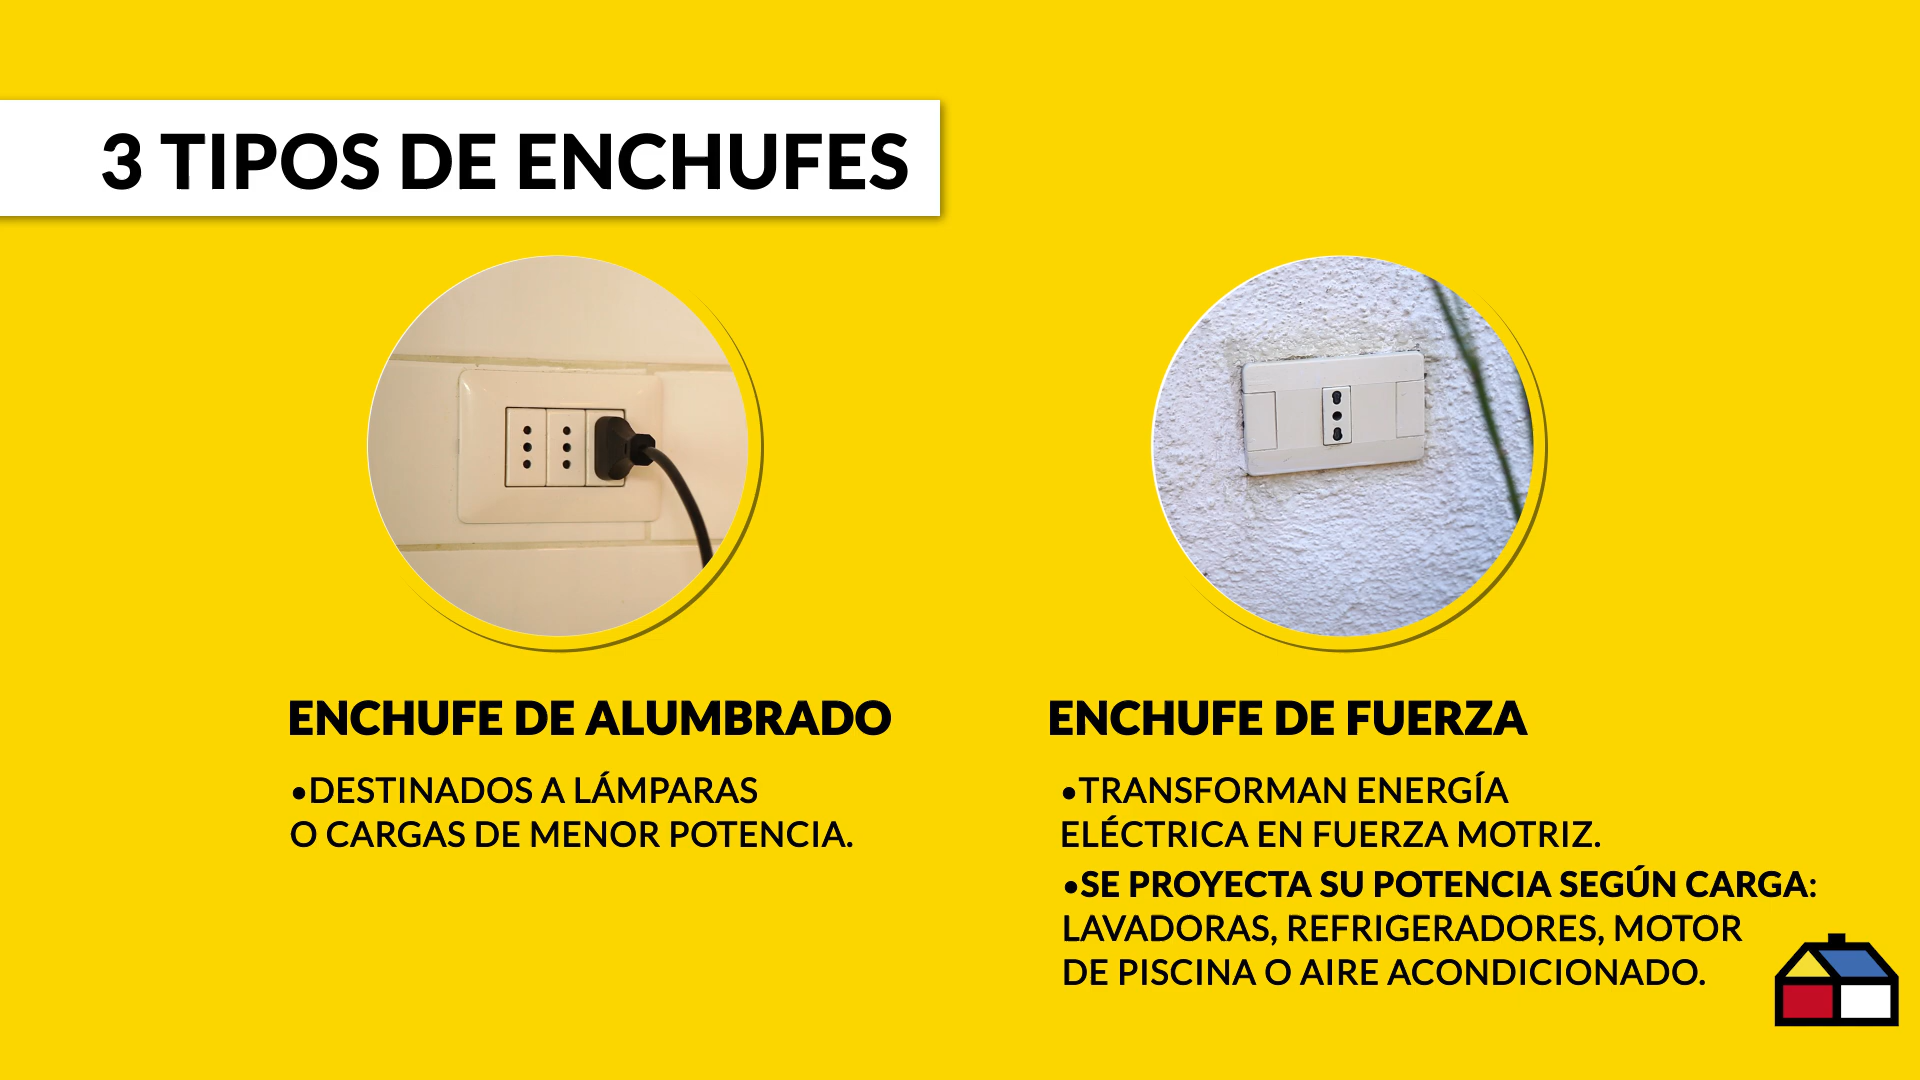 3 TIPOS DE ENCHUFES
ENCHUFE DE ALUMBRADO
•DESTINADOS A LÁMPARAS
O CARGAS DE MENOR POTENCIA.
ENCHUFE DE FUERZA
•TRANSFORMAN ENERGÍA
ELÉCTRICA EN FUERZA MOTRIZ.
•SE PROYECTA SU POTENCIA SEGÚN CARGA:
LAVADORAS, REFRIGERADORES, MOTOR
DE PISCINA O AIRE ACONDICIONADO.